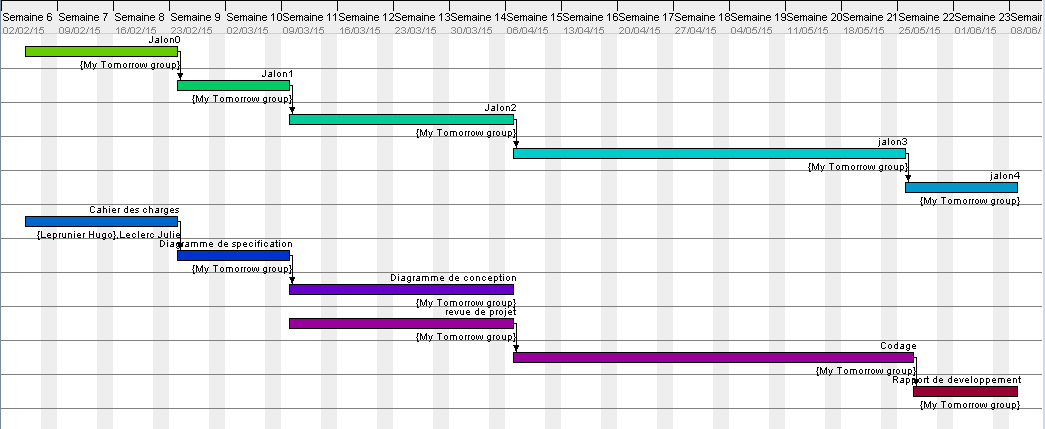 Semaine 6 Semaine 7 Semaine 8 Semaine 9 Semaine 10 Semaine 11 Semaine 12 Semaine 13 Semaine 14 Semaine 15 Semaine 16 Semaine 17 Semaine 18 Semaine 19 Semaine 20 Semaine 21 Semaine 22 Semaine 23 Semain
02/02/15 09/02/15 16/02/15 23/02/15 02/03/15 09/03/15 16/03/15 23/03/15 30/03/15 06/04/15 13/04/15 20/04/15 27/04/15 04/05/15 11/05/15 18/05/15 25/05/15 01/06/15 08/06/
Jalon0
{My Tomorrow group}
Jalon1
{My Tomorrow group}
Jalon2
{My Tomorrow group}
jalon3
{My Tomorrow group}
jalon4
{My Tomorrow group}
Cahier des charges
{Leprunier Hugo},Leclerc Julie
Diagramme de specification
{My Tomorrow group}
Diagramme de conception
{My Tomorrow group}
revue de projet
{My Tomorrow group}
Codage
{My Tomorrow group}
Rapport de developpement
{My Tomorrow group}